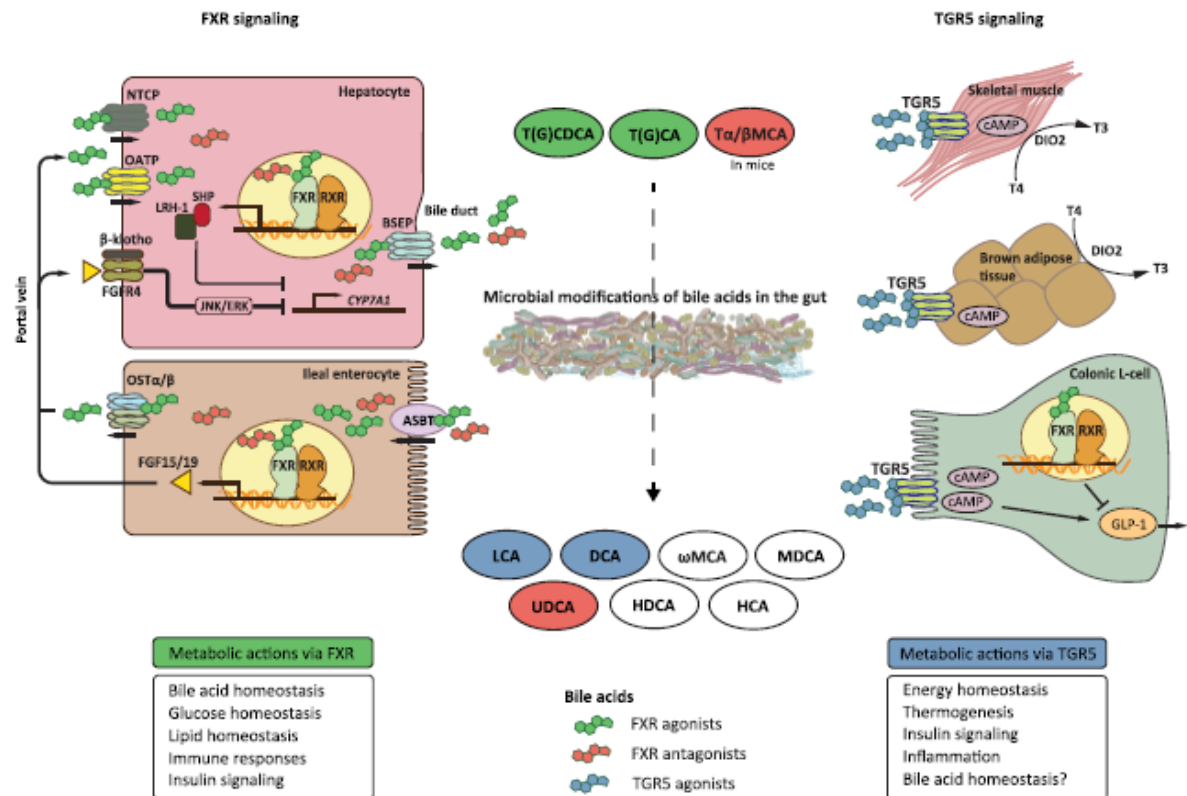 FXR signaling
TGR5 signaling
NTCP
Hepatocyte
OATP
SHP
LRH-1
FXR
RXR
Bile duct
BSEP
β-klotho
FGFR4
JNK/ERK
CYP7A1
Portal vein
Ileal enterocyte
OSTα/β
ASBT
FXR
RXR
FGF15/19
T(G)CDCA
T(G)CA
Tα/βMCA
In mice
Microbial modifications of bile acids in the gut
LCA
DCA
ωMCA
MDCA
UDCA
HDCA
HCA
Skeletal muscle
TGR5
cAMP
T3
DIO2
T4
T4
DIO2
Brown adipose
tissue
T3
TGR5
cAMP
Colonic L-cell
FXR
RXR
TGR5
cAMP
cAMP
GLP-1
Metabolic actions via FXR
Bile acid homeostasis
Glucose homeostasis
Lipid homeostasis
Immune responses
Insulin signaling
Bile acids
FXR agonists
FXR antagonists
TGR5 agonists
Metabolic actions via TGR5
Energy homeostasis
Thermogenesis
Insulin signaling
Inflammation
Bile acid homeostasis?